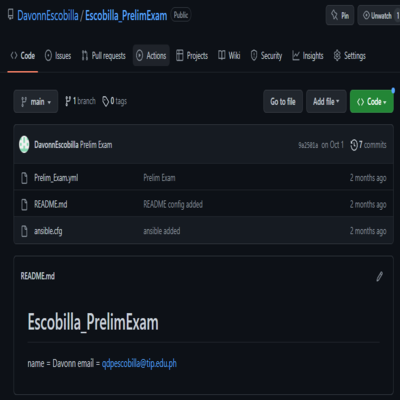 DavonnEscobilla / Escobilla_PrelimExam Public
Pin
Unwatch 1
Code Issues Pull requests Actions Projects Wiki Security Insights Settings
main 1 branch 0 tags Go to file Add file Code
DavonnEscobilla Prelim Exam 9a2581a on Oct 1 7 commits
Prelim_Exam.yml Prelim Exam 2 months ago
README.md README config added 2 months ago
ansible.cfg ansible added 2 months ago
README.md
Escobilla_PrelimExam
name = Davonn email = qdpescobilla@tip.edu.ph